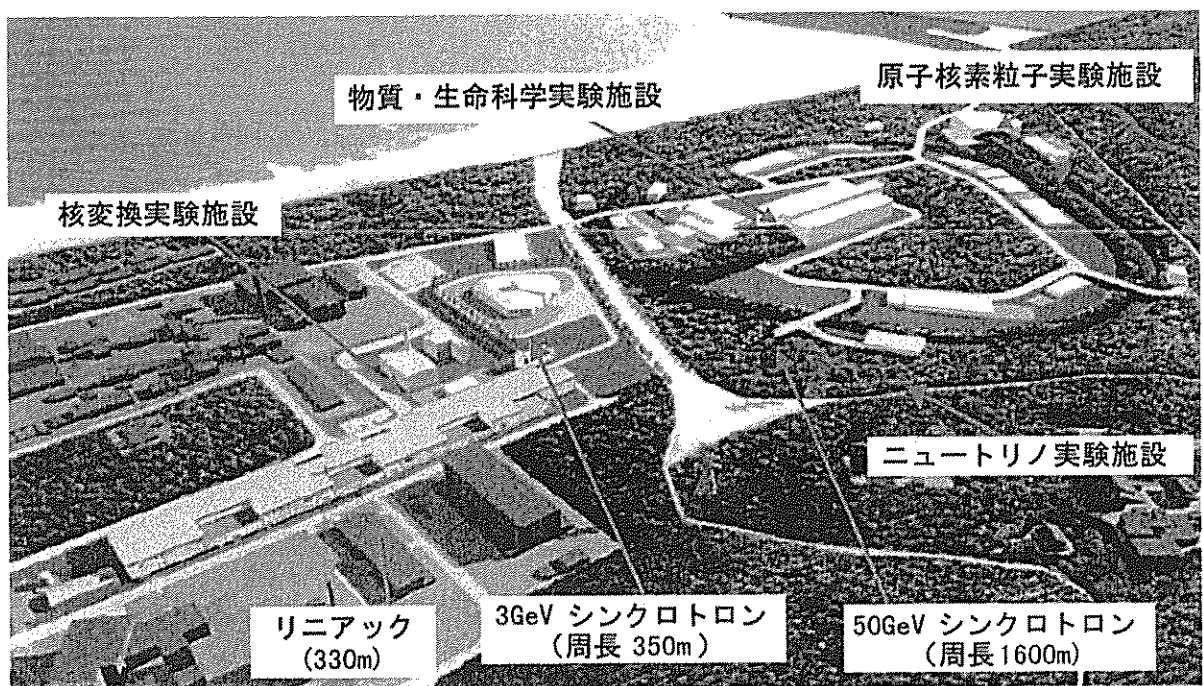 原子核素粒子実験施設
物質・生命科学実験施設
核変換実験施設
ニュートリノ実験施設
リニアック
(330m)
3GeV シンクロトロン
(周長 350m)
50GeV シンクロトロン
(周長1600m)